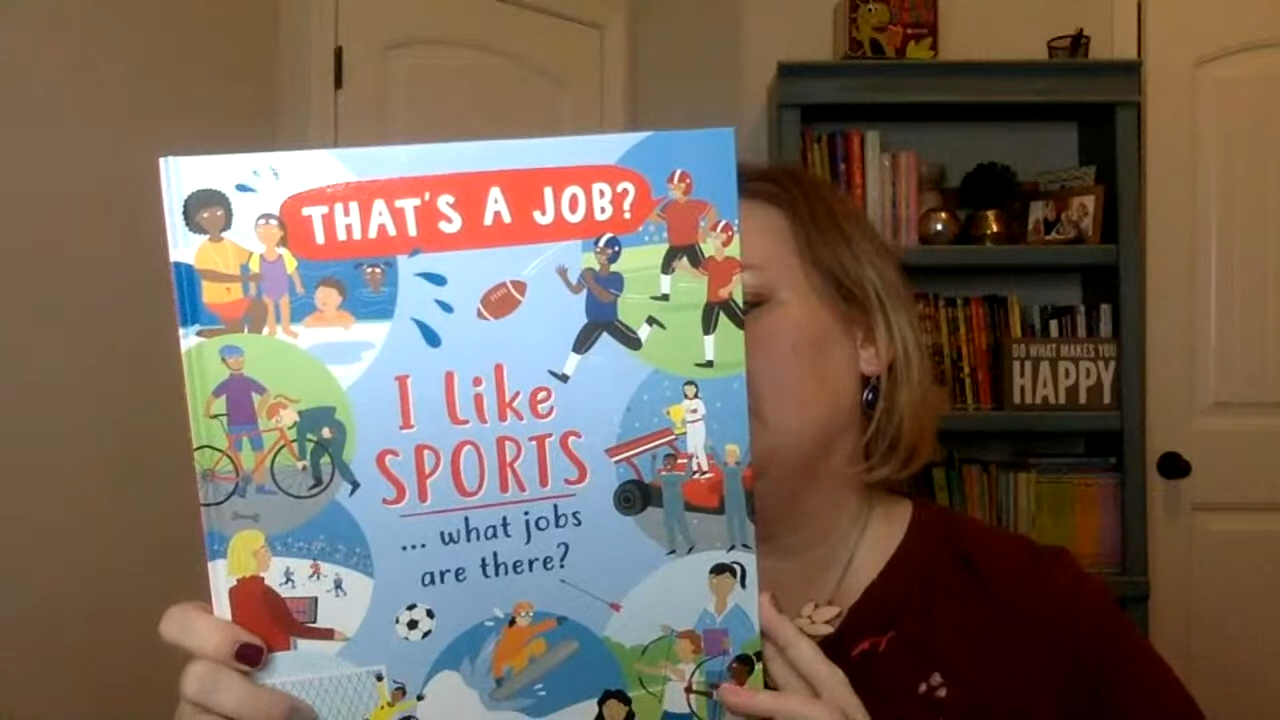 THAT'S A JOB?
I Like
SPORTS
... what jobs
are there?
DO WHAT MAKES YOU
HAPPY